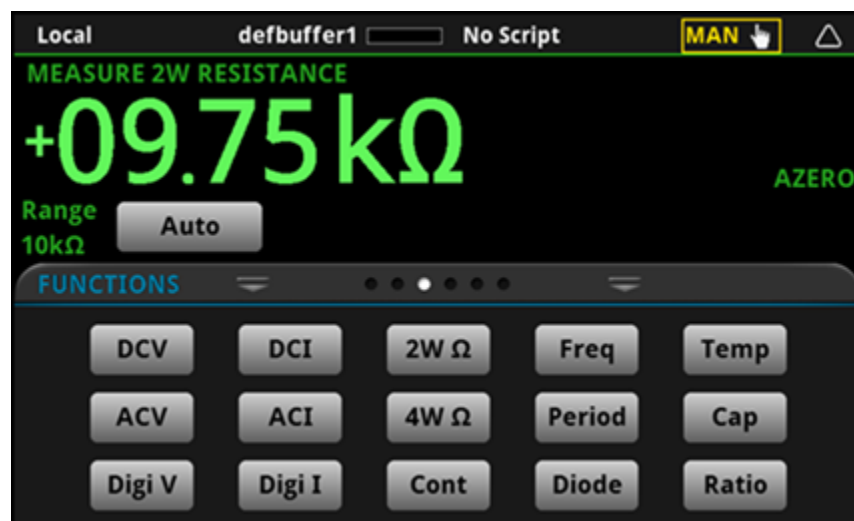 Local defbuffer1 No Script MAN
MEASURE 2W RESISTANCE
+09.75 kΩ
AZERO
Range
10kΩ
Auto
FUNCTIONS
DCV DCI 2W Ω Freq Temp
ACV ACI 4W Ω Period Cap
Digi V Digi I Cont Diode Ratio